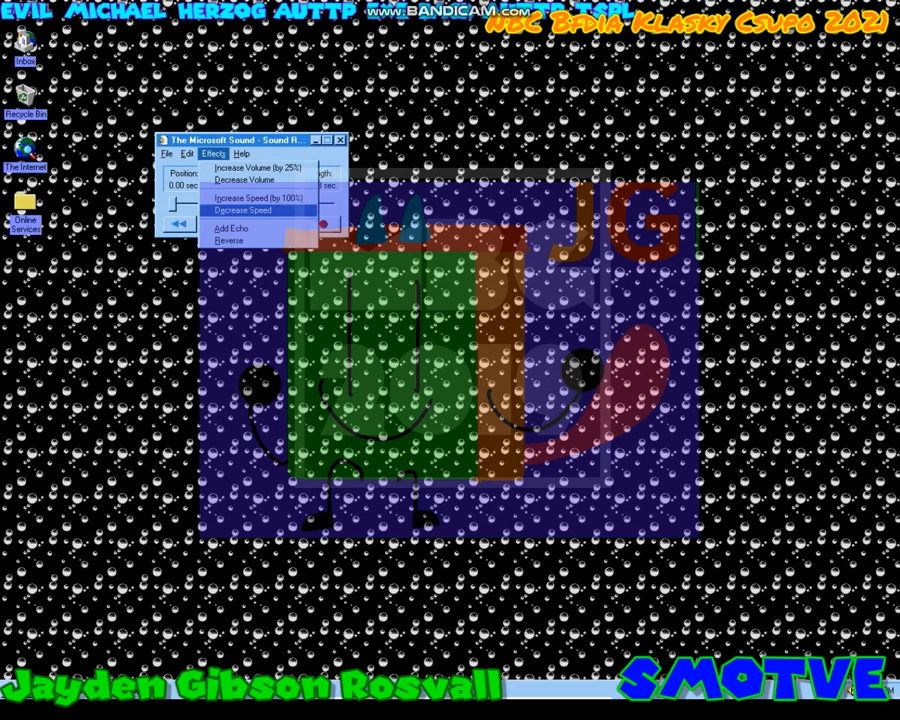 EVIL MICHAEL HERZOG AUTTP
www.BANDICAM.com
TSPL
NBC Bfdia Klasky Csupo 2021
Inbox
Recycle Bin
The Internet
Online
Services
The Microsoft Sound - Sound R...
File Edit Effects Help
Position:
0.00 sec.
Increase Volume (by 25%)
Decrease Volume
Increase Speed (by 100%)
Decrease Speed
Add Echo
Reverse
JG
Jayden Gibson Rosvall
SMOTVE